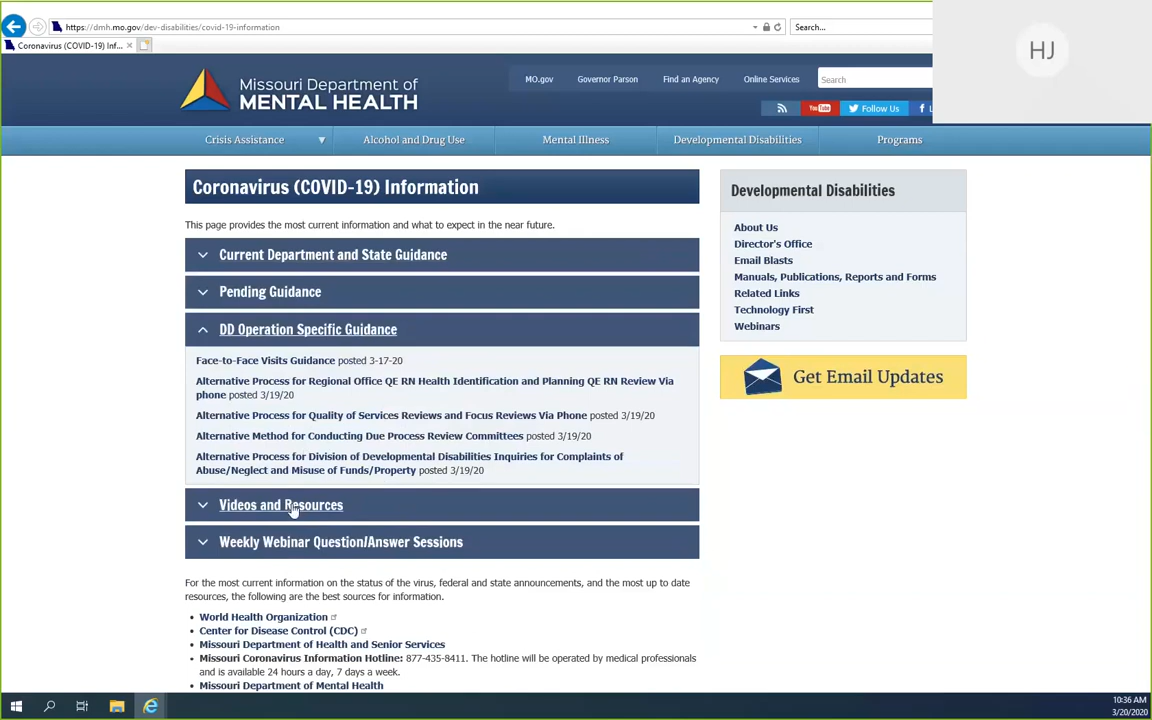 https://dmh.mo.gov/dev-disabilities/covid-19-information
Search...
HJ
Coronavirus (COVID-19) Inf...
Missouri Department of
MENTAL HEALTH
MO.gov
Governor Parson
Find an Agency
Online Services
Search
You Tube
Follow Us
Crisis Assistance
Alcohol and Drug Use
Mental Illness
Developmental Disabilities
Programs
Coronavirus (COVID-19) Information
This page provides the most current information and what to expect in the near future.
Current Department and State Guidance
Pending Guidance
DD Operation Specific Guidance
Face-to-Face Visits Guidance posted 3-17-20
Alternative Process for Regional Office QE RN Health Identification and Planning QE RN Review Via
phone posted 3/19/20
Alternative Process for Quality of Services Reviews and Focus Reviews Via Phone posted 3/19/20
Alternative Method for Conducting Due Process Review Committees posted 3/19/20
Alternative Process for Division of Developmental Disabilities Inquiries for Complaints of
Abuse/Neglect and Misuse of Funds/Property posted 3/19/20
Videos and Resources
Weekly Webinar Question/Answer Sessions
For the most current information on the status of the virus, federal and state announcements, and the most up to date
resources, the following are the best sources for information.
• World Health Organization
• Center for Disease Control (CDC)
• Missouri Department of Health and Senior Services
• Missouri Coronavirus Information Hotline: 877-435-8411. The hotline will be operated by medical professionals
and is available 24 hours a day, 7 days a week.
• Missouri Department of Mental Health
Developmental Disabilities
About Us
Director's Office
Email Blasts
Manuals, Publications, Reports and Forms
Related Links
Technology First
Webinars
Get Email Updates
10:36 AM
3/20/2020